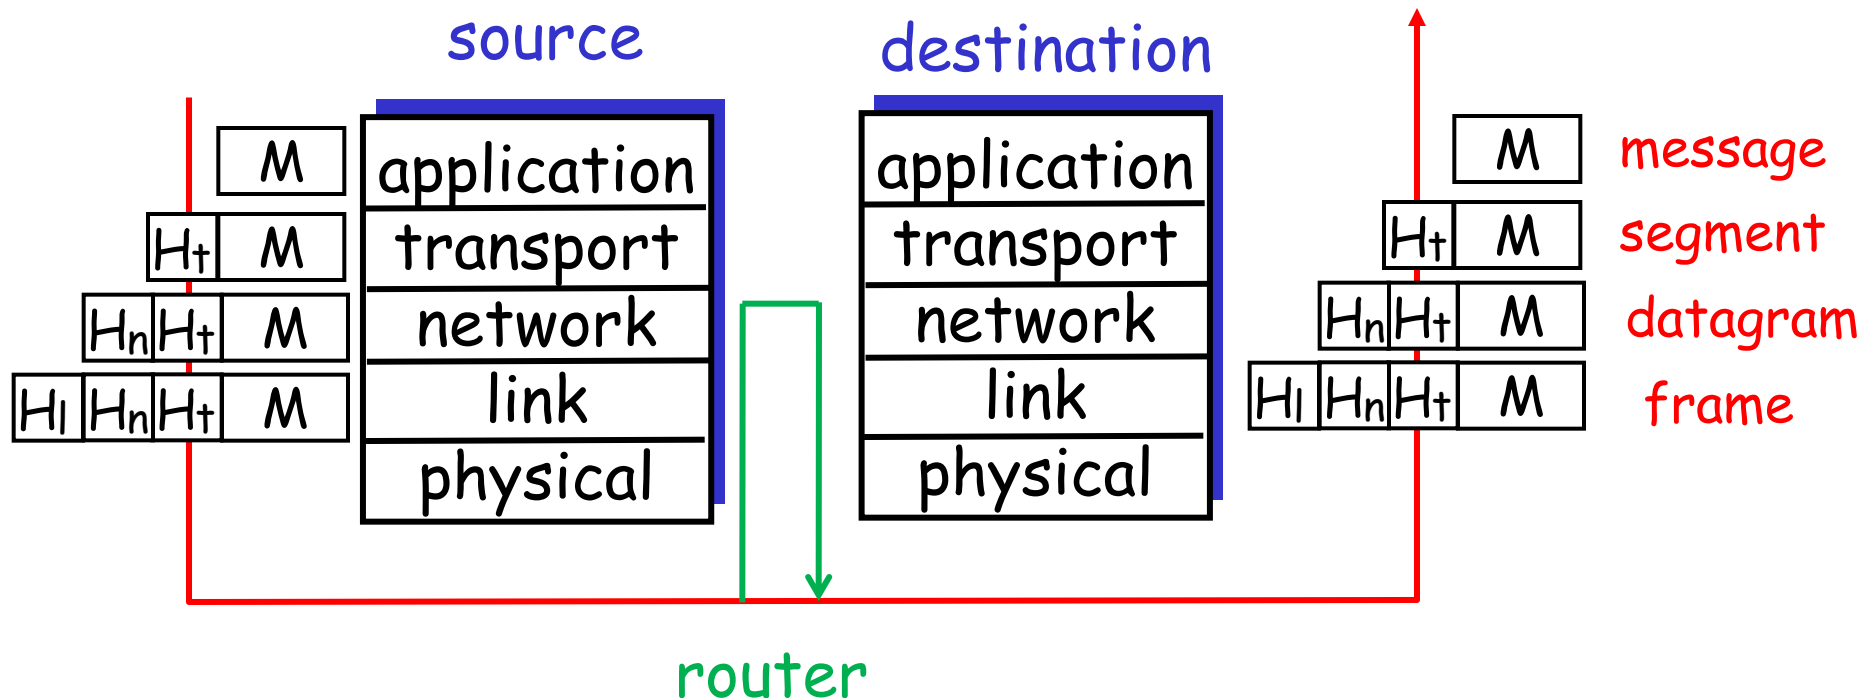 source destination
M application application M message
Ht M transport transport Ht M segment
Hn Ht M network network Hn Ht M datagram
Hl Hn Ht M link link Hl Hn Ht M frame
physical physical
router